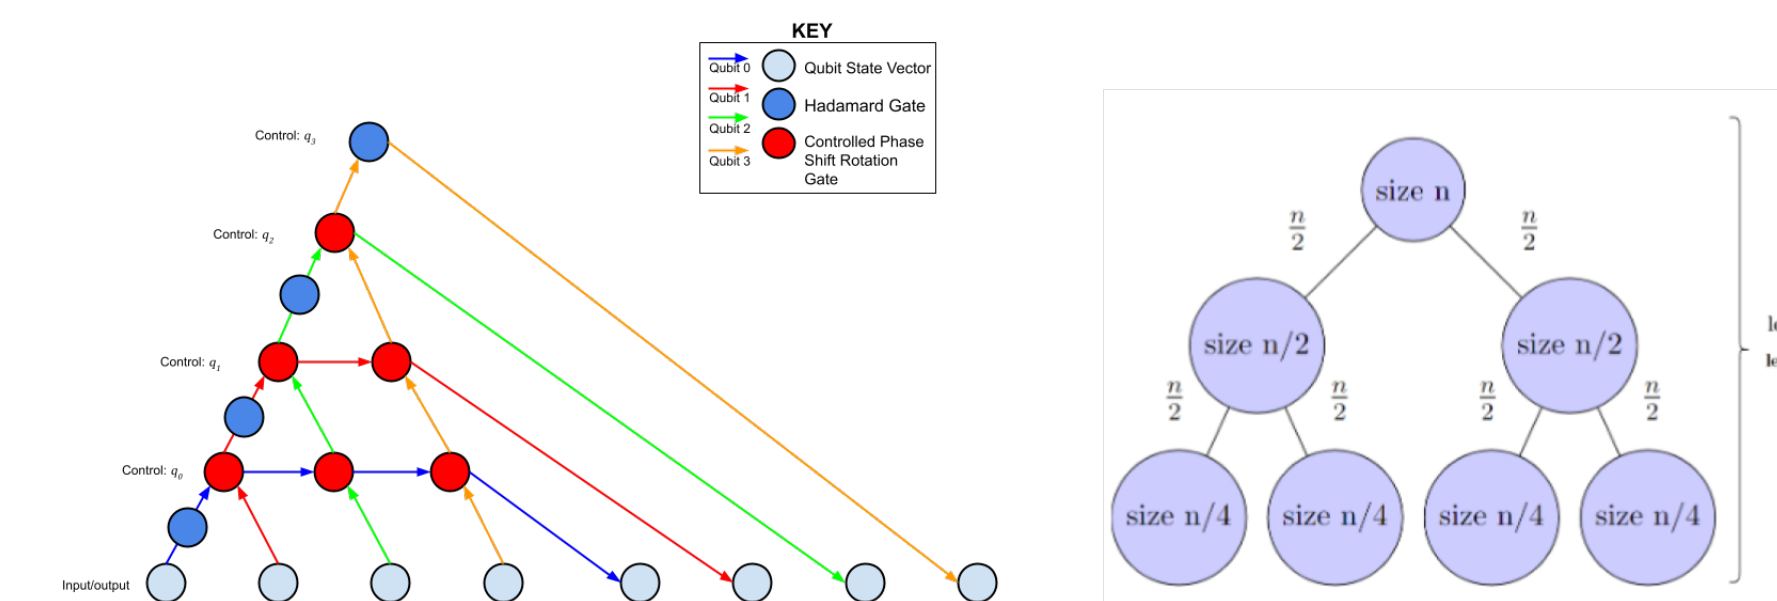 KEY
Qubit 0
Qubit State Vector
Qubit 1
Hadamard Gate
Qubit 2
Controlled Phase
Shift Rotation
Gate
Qubit 3
Control: q3
Control: q2
Control: q1
Control: q0
Input/output
size n
n/2
n/2
size n/2
size n/2
n/2
n/2
n/2
n/2
size n/4
size n/4
size n/4
size n/4